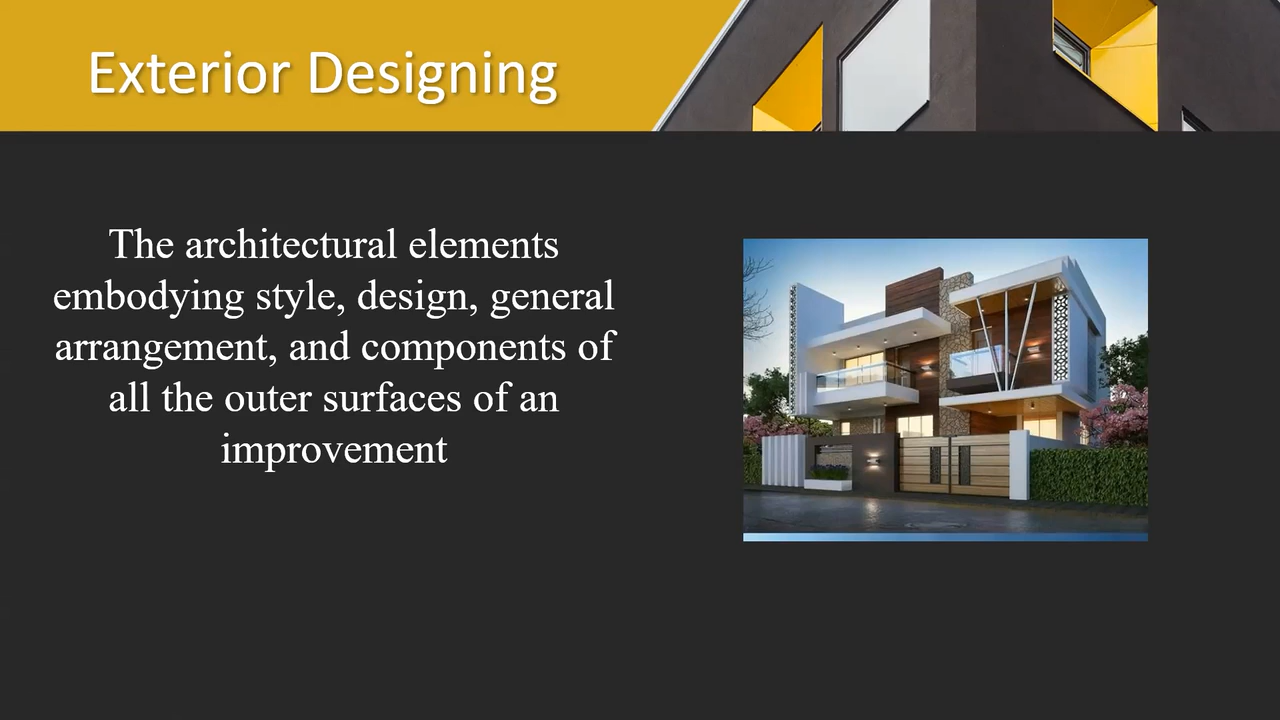 Exterior Designing
The architectural elements
embodying style, design, general
arrangement, and components of
all the outer surfaces of an
improvement